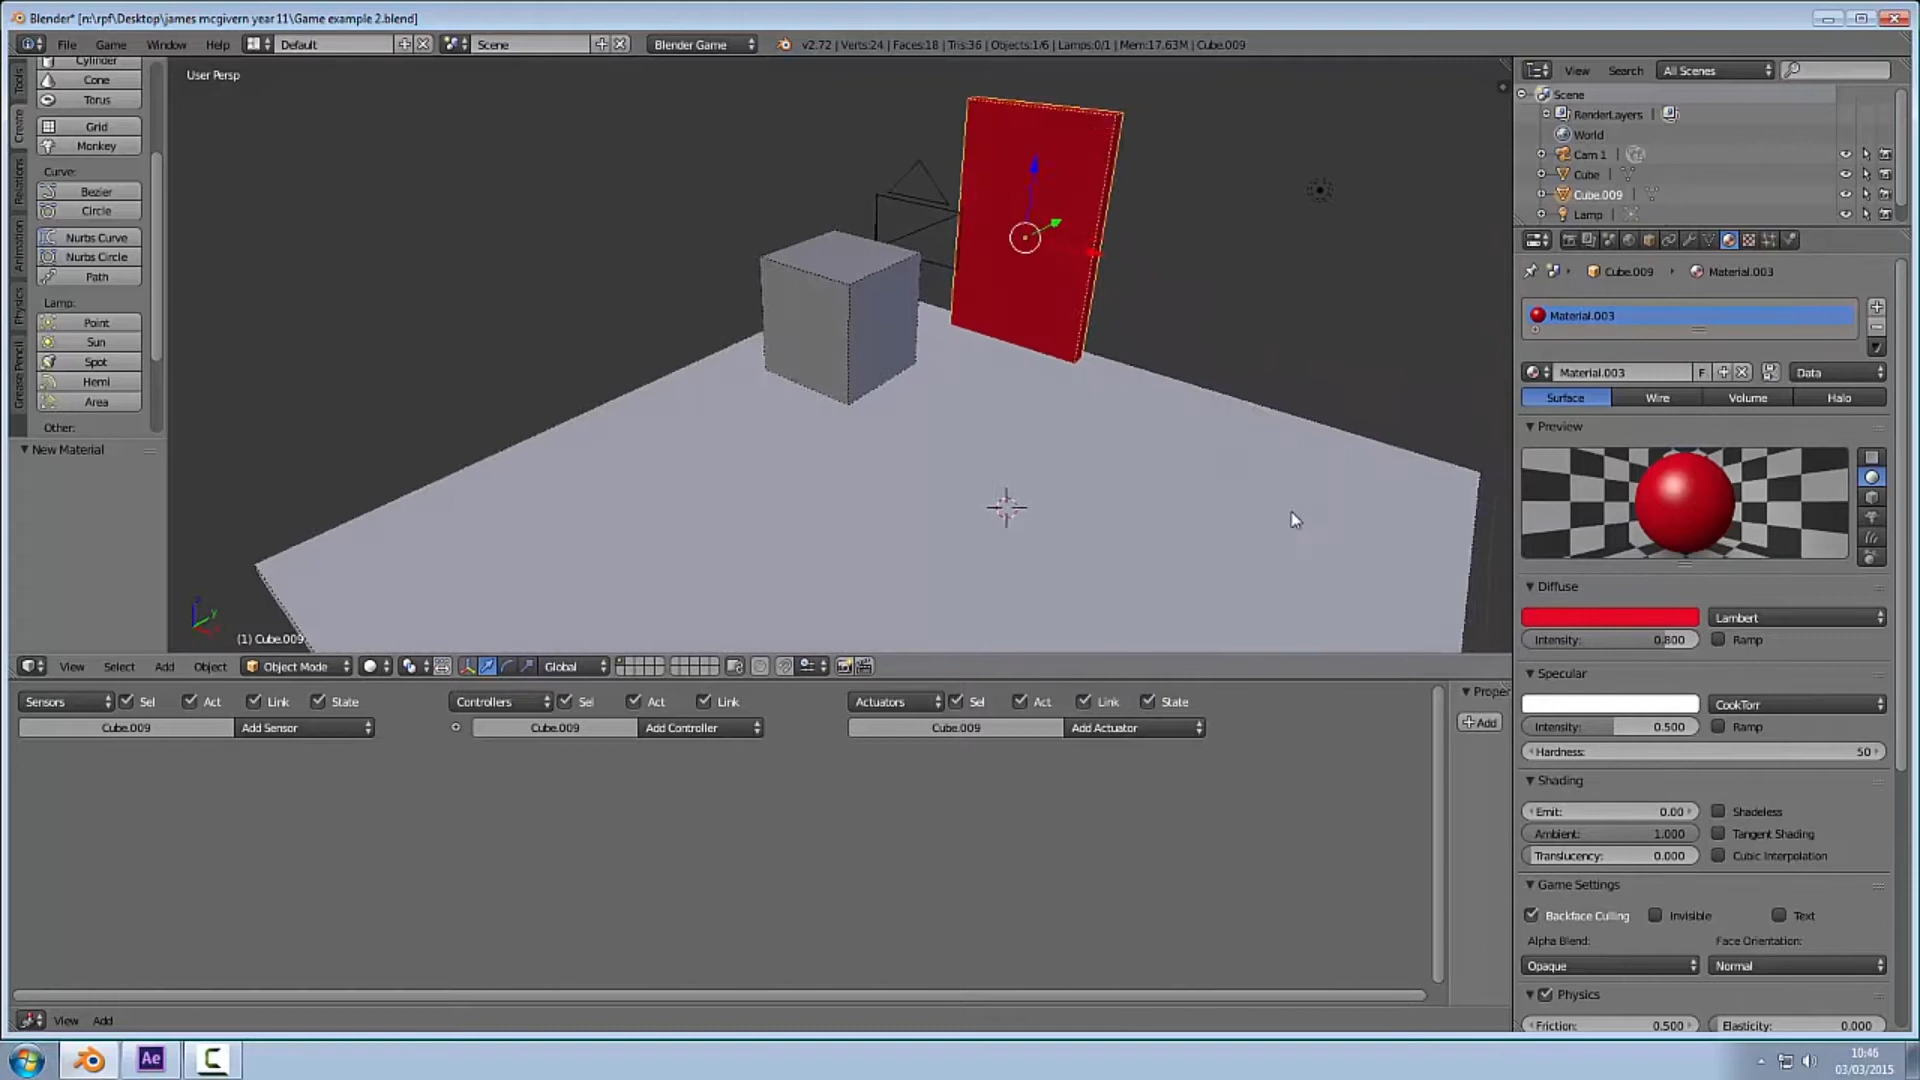 Blender* [n:\rpf\Desktop\james mcgivern year 11\Game example 2.blend]
File Game Window Help Default Scene Blender Game v2.72 | Verts:24 | Faces:18 | Tris:36 | Objects:1/6 | Lamps:0/1 | Mem:17.63M | Cube.009
Tools
Create
Relations
Animation
Physics
Grease Pencil
Cylinder
Cone
Torus
Grid
Monkey
Curve:
Bezier
Circle
Nurbs Curve
Nurbs Circle
Path
Lamp:
Point
Sun
Spot
Hemi
Area
Other:
New Material
User Persp
(1) Cube.009
View Select Add Object Object Mode Global
Sensors Sel Act Link State Controllers Sel Act Link Actuators Sel Act Link State
Cube.009 Add Sensor Cube.009 Add Controller Cube.009 Add Actuator
Proper
Add
View Add
View Search All Scenes
Scene
RenderLayers
World
Cam 1
Cube
Cube.009
Lamp
Cube.009 Material.003
Material.003
Material.003 F Data
Surface Wire Volume Halo
Preview
Diffuse
Lambert
Intensity: 0.800 Ramp
Specular
CookTorr
Intensity: 0.500 Ramp
Hardness: 50
Shading
Emit: 0.00 Shadeless
Ambient: 1.000 Tangent Shading
Translucency: 0.000 Cubic Interpolation
Game Settings
Backface Culling Invisible Text
Alpha Blend: Face Orientation:
Opaque Normal
Physics
Friction: 0.500 Elasticity: 0.000
Ae C
10:46
03/03/2015